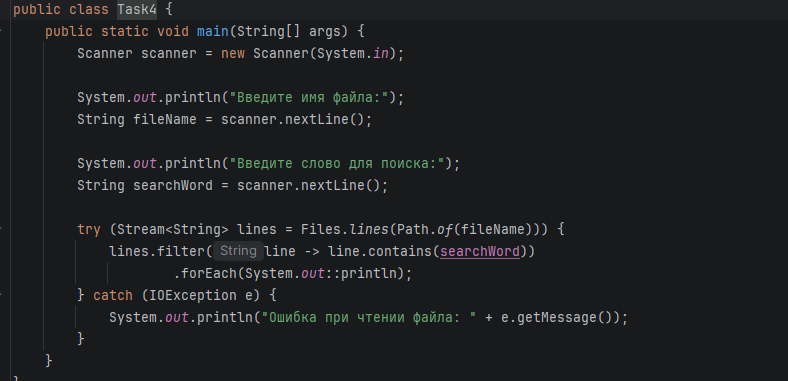 public class Task4 {
public static void main(String[] args) {
Scanner scanner = new Scanner(System.in);
System.out.println("Введите имя файла:");
String fileName = scanner.nextLine();
System.out.println("Введите слово для поиска:");
String searchWord = scanner.nextLine();
try (Stream<String> lines = Files.lines(Path.of(fileName))) {
lines.filter( String line -> line.contains(searchWord))
.forEach(System.out::println);
} catch (IOException e) {
System.out.println("Ошибка при чтении файла: " + e.getMessage());
}
}
}